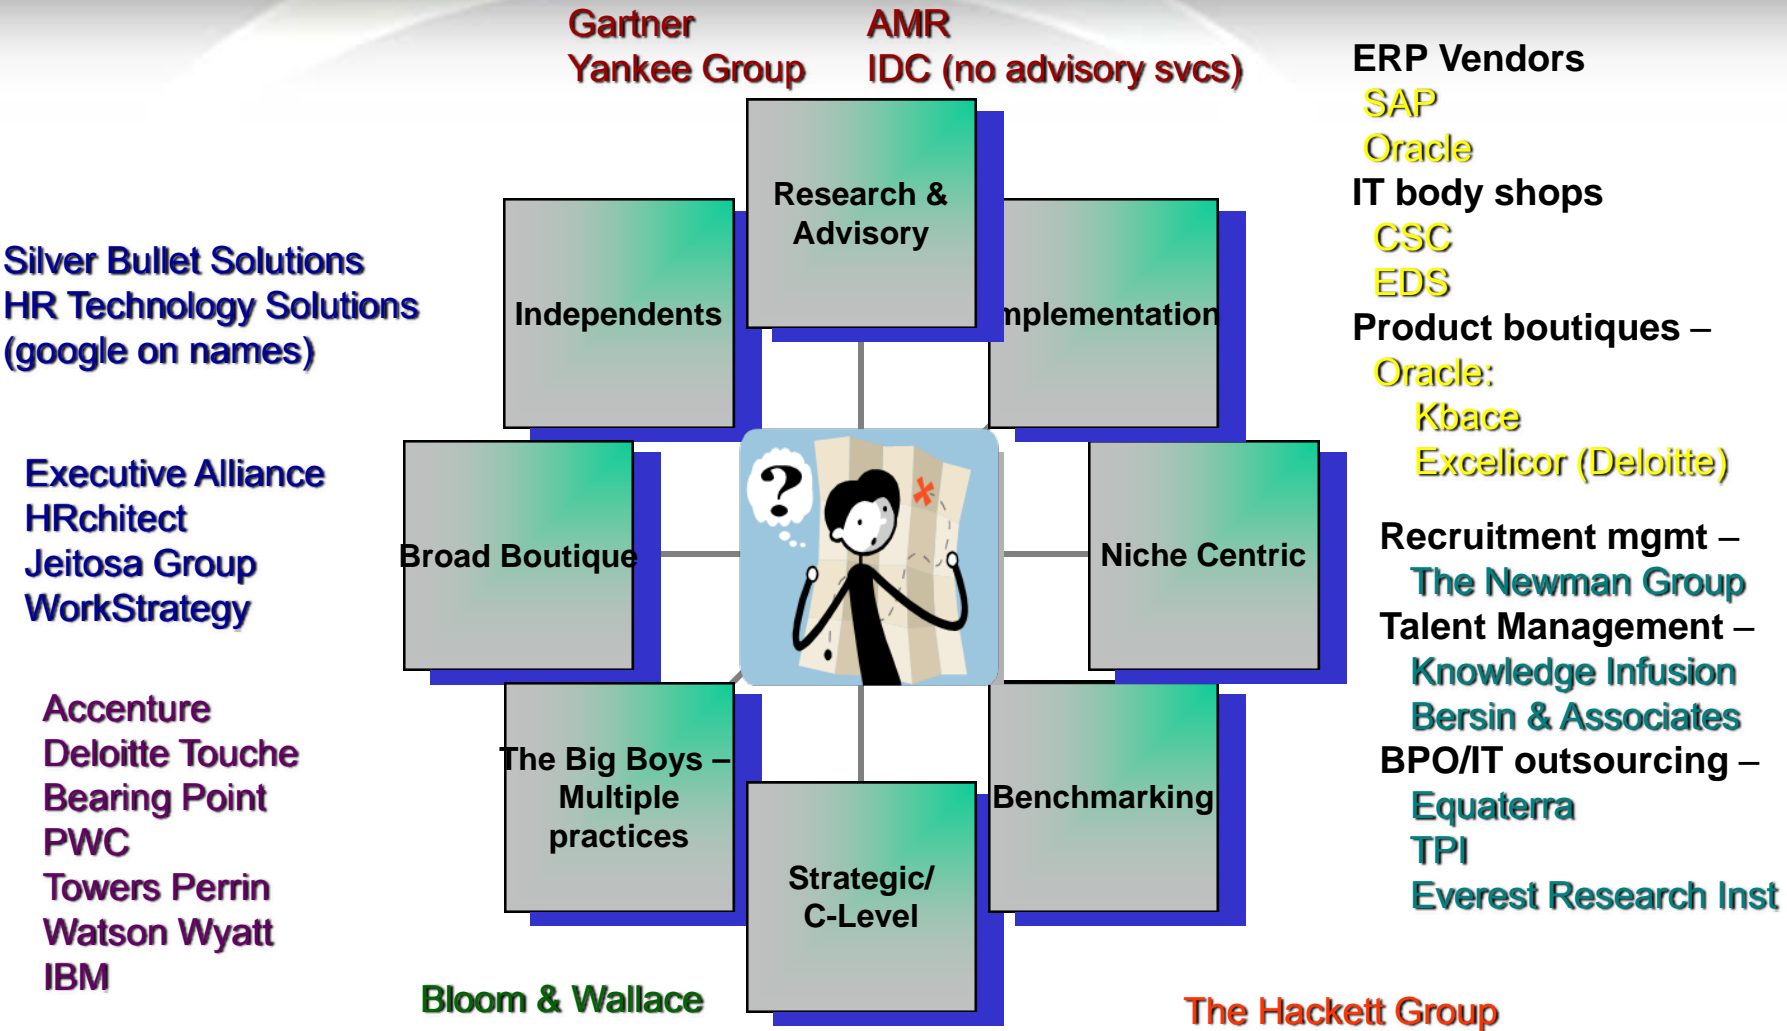 Gartner
Yankee Group
AMR
IDC (no advisory svcs)
Research &
Advisory
Independents
mplementation
Silver Bullet Solutions
HR Technology Solutions
(google on names)
Executive Alliance
HRchitect
Jeitosa Group
WorkStrategy
Broad Boutique
?
Niche Centric
Accenture
Deloitte Touche
Bearing Point
PWC
Towers Perrin
Watson Wyatt
IBM
The Big Boys –
Multiple
practices
Strategic/
C-Level
Benchmarking
Bloom & Wallace
The Hackett Group
ERP Vendors
SAP
Oracle
IT body shops
CSC
EDS
Product boutiques –
Oracle:
Kbace
Excelicor (Deloitte)
Recruitment mgmt –
The Newman Group
Talent Management –
Knowledge Infusion
Bersin & Associates
BPO/IT outsourcing –
Equaterra
TPI
Everest Research Inst